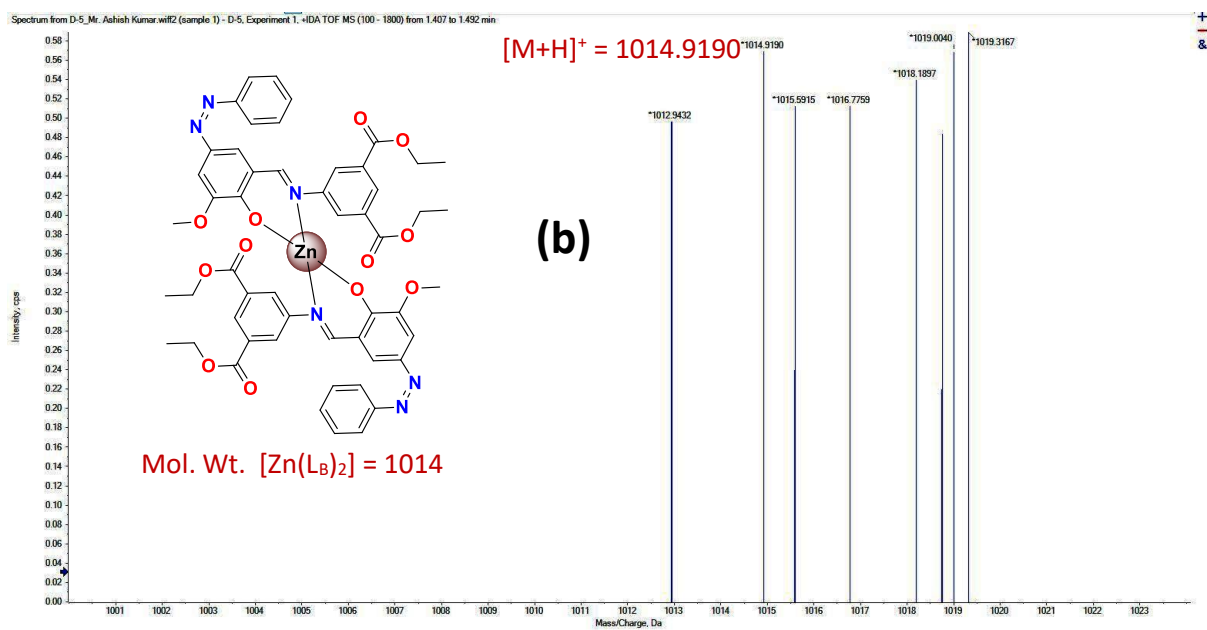 Spectrum from D-5_Mr. Ashish Kumar.wiff2 (sample 1) - D-5, Experiment 1, +IDA TOF MS (100 - 1800) from 1.407 to 1.492 min
[M+H]⁺ = 1014.9190
*1014.9190
*1019.0040
*1019.3167
*1018.1897
*1015.5915
*1016.7759
*1012.9432
(b)
N
N
O
O
N
O
O
O
O
Zn
O
O
O
O
N
O
O
N
N
Mol. Wt. [Zn(L_B)₂] = 1014
Intensity, cps
0.58
0.56
0.54
0.52
0.50
0.48
0.46
0.44
0.42
0.40
0.38
0.36
0.34
0.32
0.30
0.28
0.26
0.24
0.22
0.20
0.18
0.16
0.14
0.12
0.10
0.08
0.06
0.04
0.02
0.00
1001 1002 1003 1004 1005 1006 1007 1008 1009 1010 1011 1012 1013 1014 1015 1016 1017 1018 1019 1020 1021 1022 1023
Mass/Charge, Da